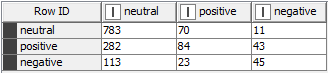 Row ID I neutral I positive I negative
neutral 783 70 11
positive 282 84 43
negative 113 23 45